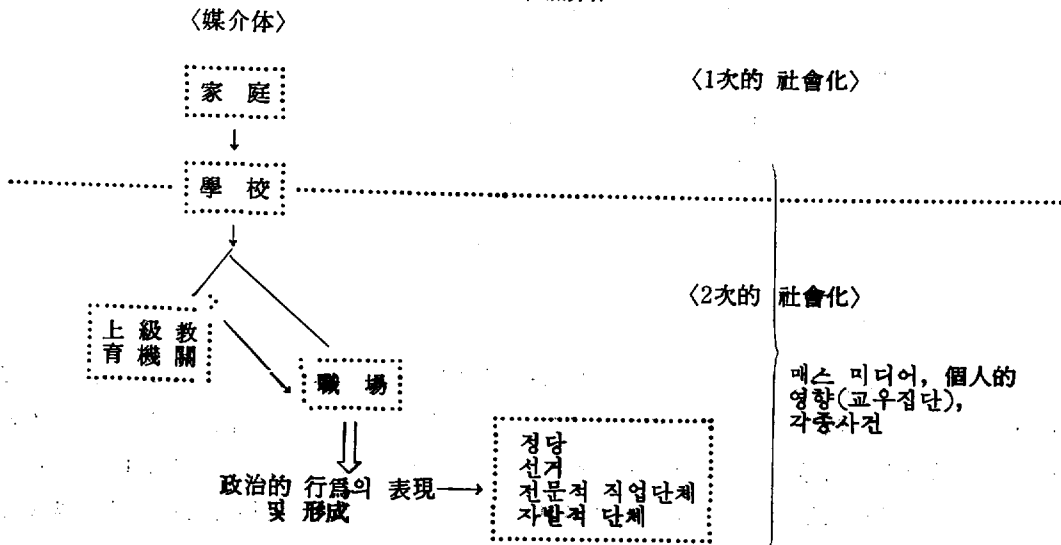 〈媒介体〉
家 庭
〈1次的 社會化〉
學 校
〈2次的 社會化〉
上 級 教
育 機 關
職 場
매스 미디어, 個人的
영향(교우집단),
각종사전
정당
선거
전문적 직업단체
자발적 단체
政治的 行爲의 表現
및 形成